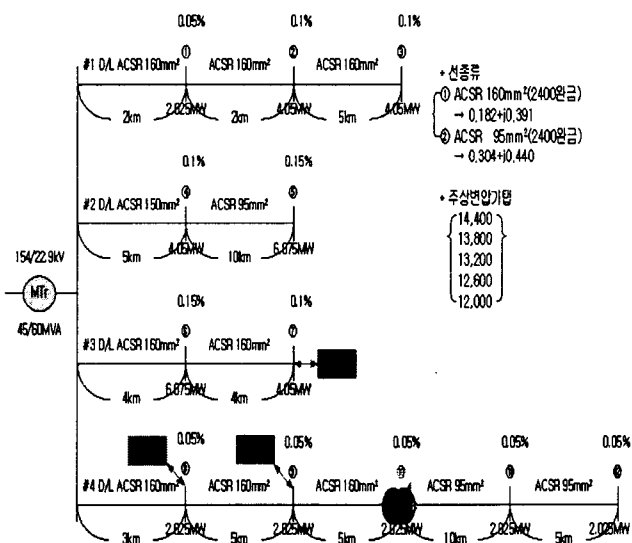 0.05% 0.1% 0.1%
① ② ③
#1 D/L ACSR 160mm² ACSR 160mm² ACSR 160mm²
2km 2.025MW 2km 4.05MW 5km 4.05MW
* 선종류
① ACSR 160mm²(2400완금)
→ 0.182+j0.391
② ACSR 95mm²(2400완금)
→ 0.304+j0.440
0.1% 0.15%
④ ⑤
#2 D/L ACSR 160mm² ACSR 95mm²
5km 4.05MW 10km 6.075MW
* 주상변압기탭
14,400
13,800
13,200
12,600
12,000
154/22.9kV
MTr
45/60MVA
0.15% 0.1%
⑥ ⑦
#3 D/L ACSR 160mm² ACSR 160mm²
4km 6.075MW 4km 4.05MW
0.05% 0.05% 0.05% 0.05% 0.05%
⑨
#4 D/L ACSR 160mm² ACSR 160mm² ACSR 160mm² ACSR 95mm² ACSR 95mm²
3km 2.025MW 5km 2.025MW 5km 2.025MW 10km 2.025MW 5km 2.025MW